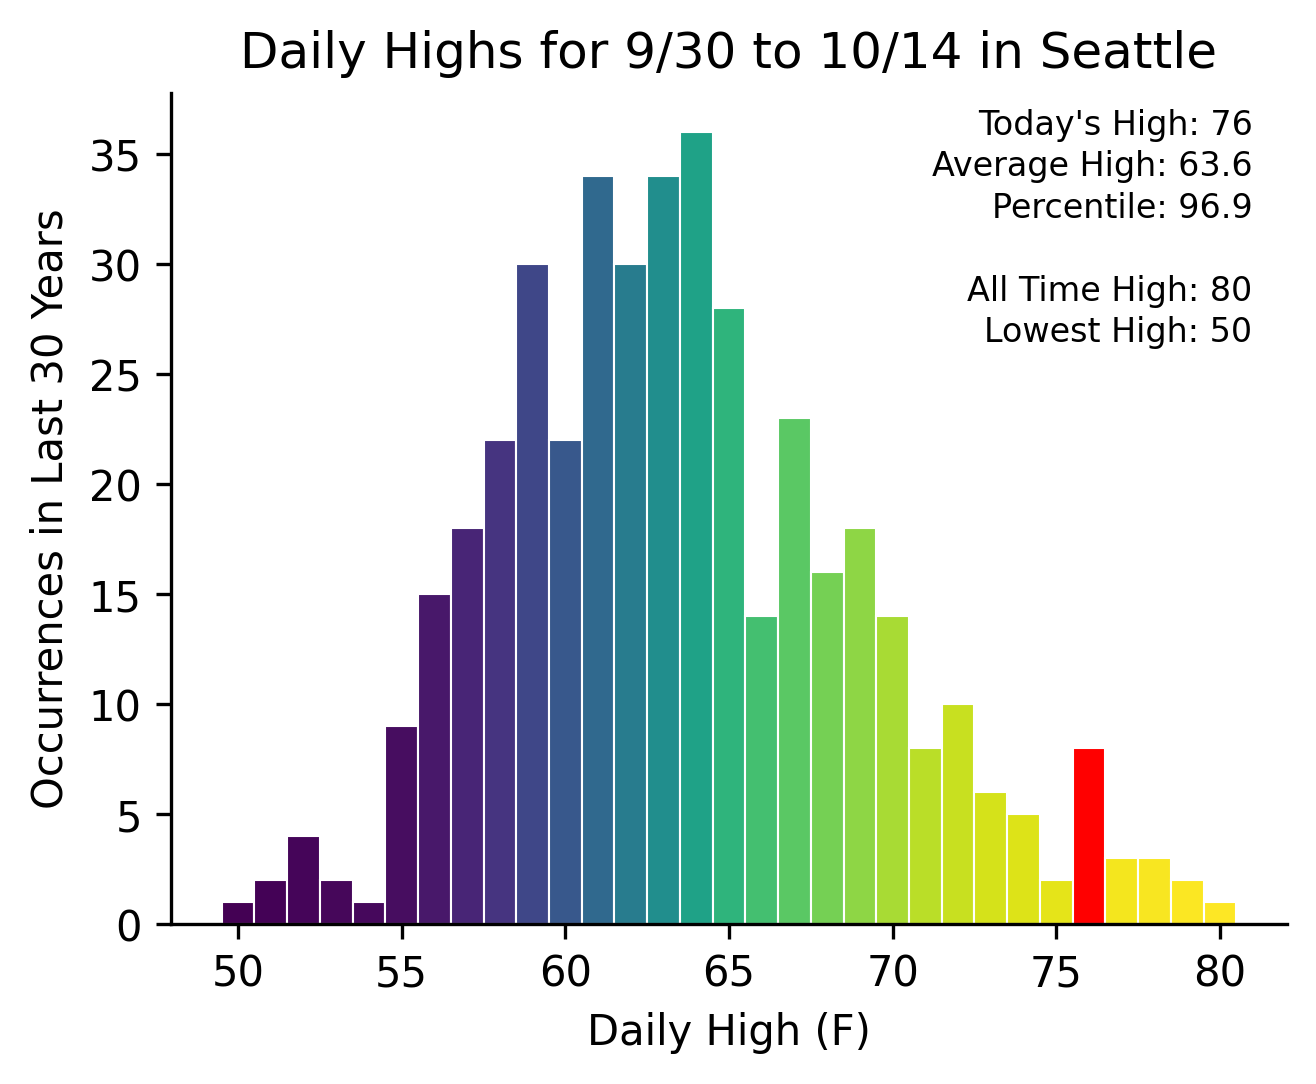 Daily Highs for 9/30 to 10/14 in Seattle
Today's High: 76
Average High: 63.6
Percentile: 96.9
All Time High: 80
Lowest High: 50
Occurrences in Last 30 Years
35
30
25
20
15
10
5
0
50 55 60 65 70 75 80
Daily High (F)